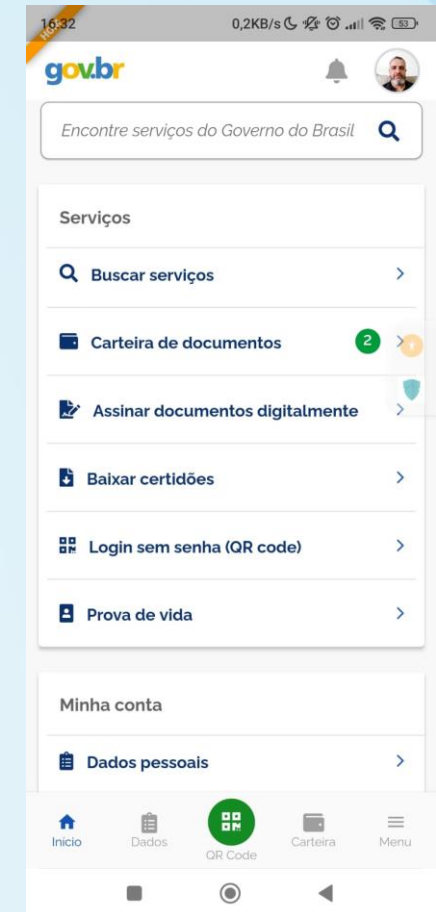 16:32
0,2KB/s
53
gov.br
Encontre serviços do Governo do Brasil
Serviços
Buscar serviços
Carteira de documentos
2
Assinar documentos digitalmente
Baixar certidões
Login sem senha (QR code)
Prova de vida
Minha conta
Dados pessoais
Início
Dados
QR Code
Carteira
Menu